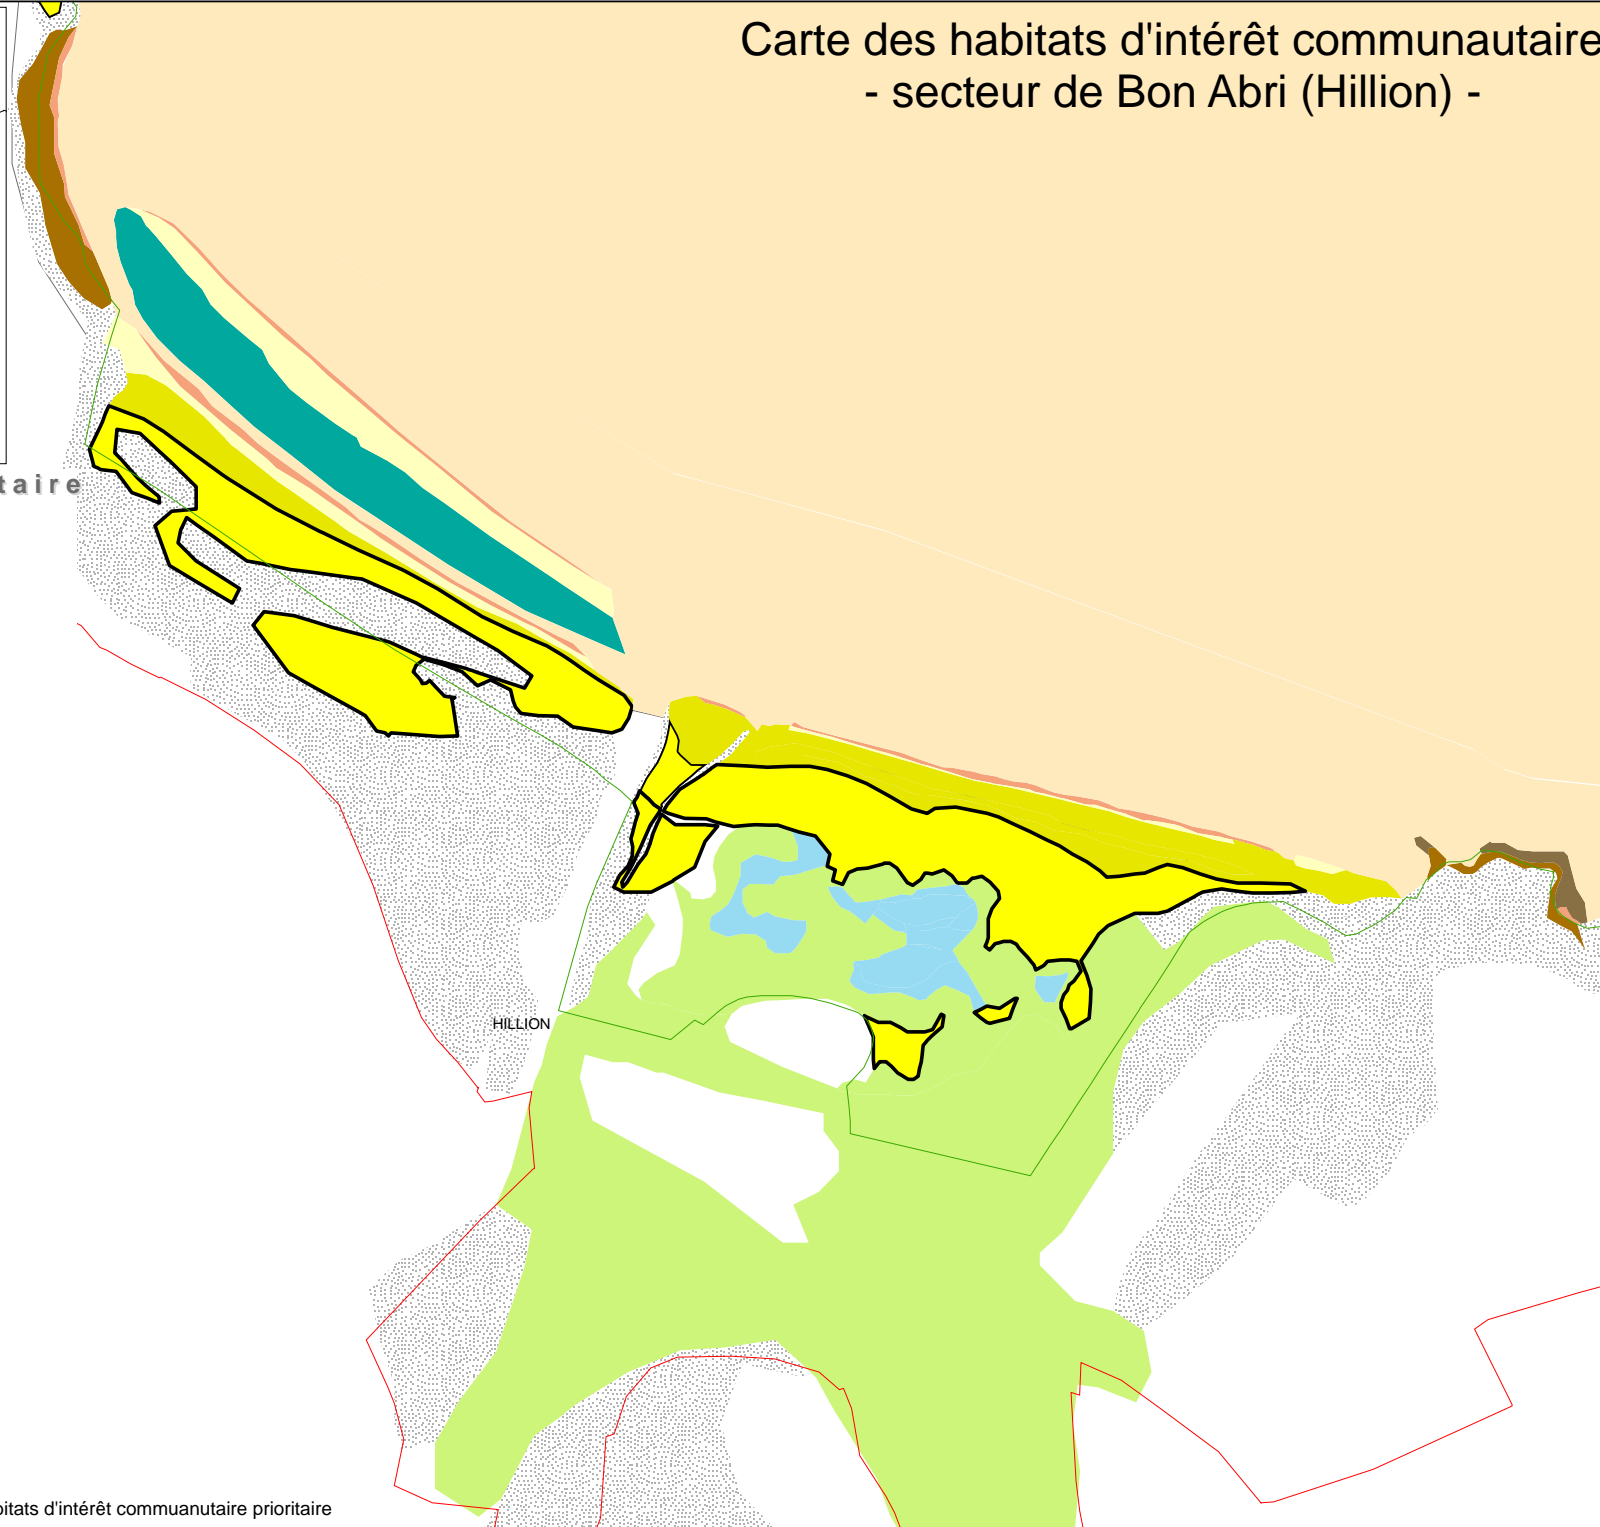 Carte des habitats d'intérêt communautaire
- secteur de Bon Abri (Hillion) -
taire
HILLION
bitats d'intérêt commuanutaire prioritaire